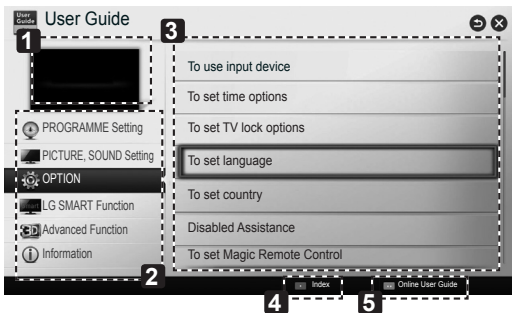 User Guide
User Guide
1
3
To use input device
To set time options
To set TV lock options
To set language
To set country
Disabled Assistance
To set Magic Remote Control
PROGRAMME Setting
PICTURE, SOUND Setting
OPTION
LG SMART Function
3D Advanced Function
i Information
2
Index
Online User Guide
4
5